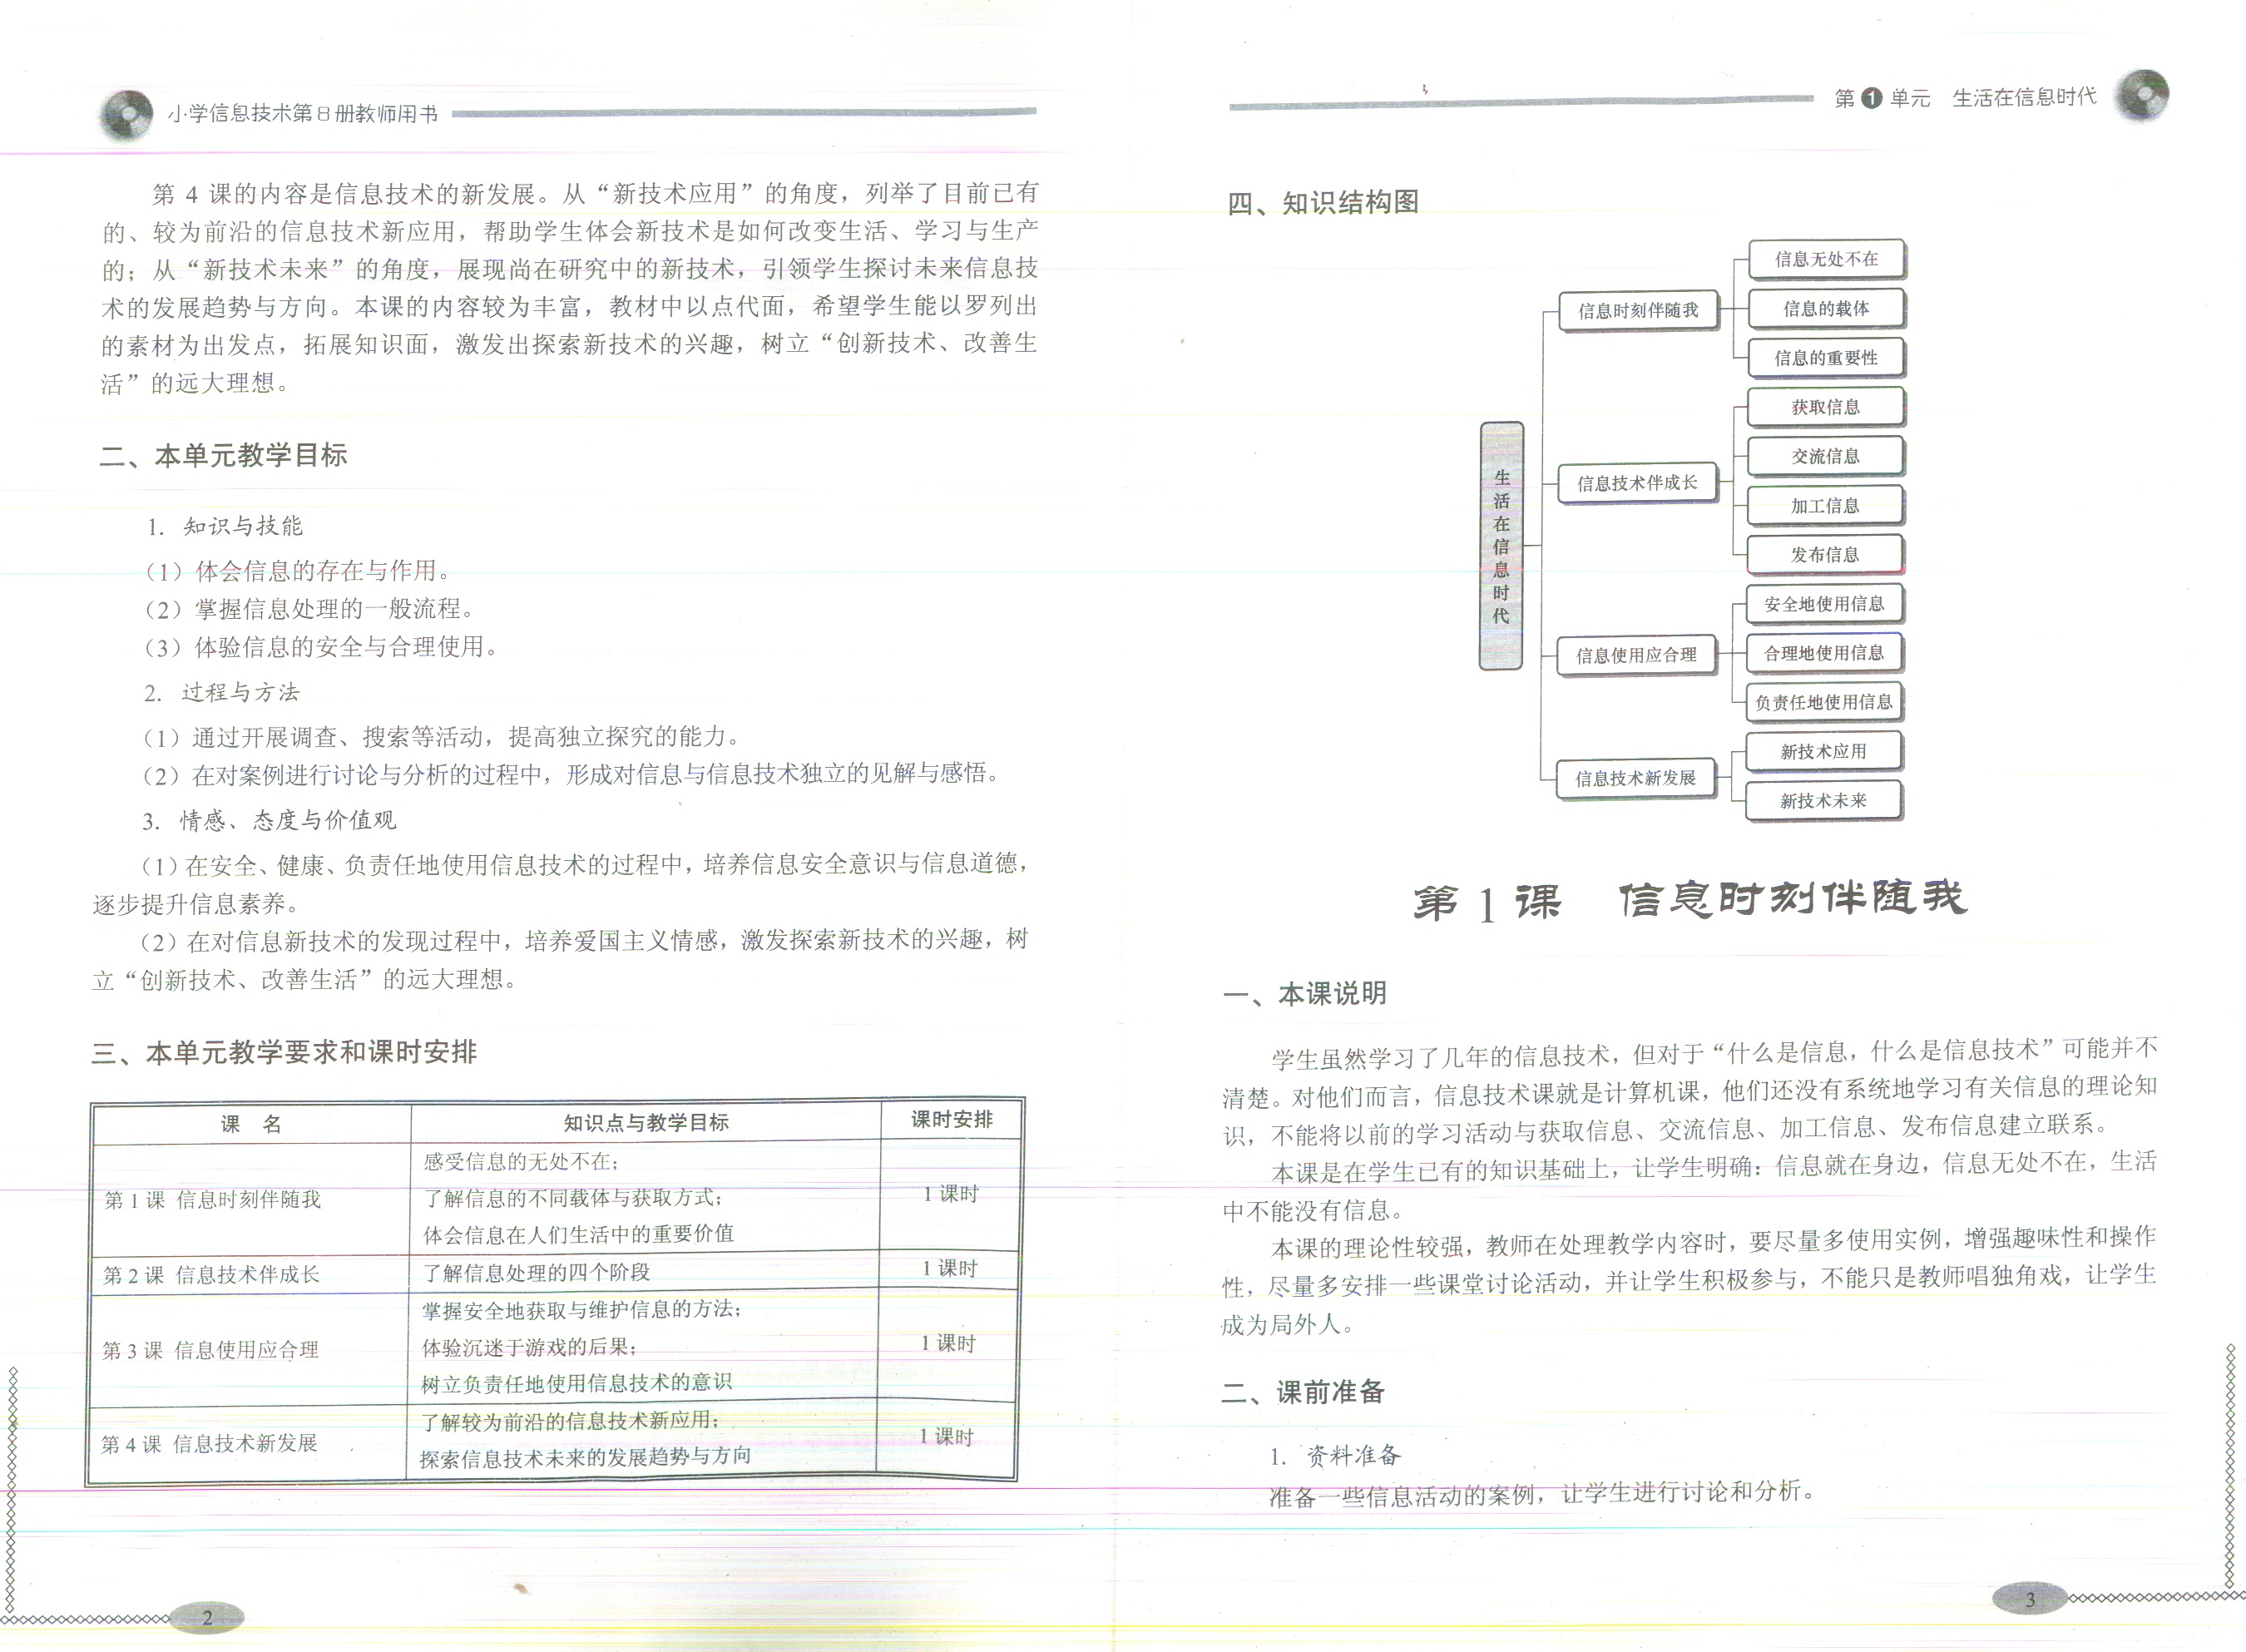 小学信息技术第8册教师用书
第 4 课的内容是信息技术的新发展。从“新技术应用”的角度，列举了目前已有
的、较为前沿的信息技术新应用，帮助学生体会新技术是如何改变生活、学习与生产
的；从“新技术未来”的角度，展现尚在研究中的新技术，引领学生探讨未来信息技
术的发展趋势与方向。本课的内容较为丰富，教材中以点代面，希望学生能以罗列出
的素材为出发点，拓展知识面，激发出探索新技术的兴趣，树立“创新技术、改善生
活”的远大理想。
二、本单元教学目标
1. 知识与技能
（1）体会信息的存在与作用。
（2）掌握信息处理的一般流程。
（3）体验信息的安全与合理使用。
2. 过程与方法
（1）通过开展调查、搜索等活动，提高独立探究的能力。
（2）在对案例进行讨论与分析的过程中，形成对信息与信息技术独立的见解与感悟。
3. 情感、态度与价值观
（1）在安全、健康、负责任地使用信息技术的过程中，培养信息安全意识与信息道德，
逐步提升信息素养。
（2）在对信息新技术的发现过程中，培养爱国主义情感，激发探索新技术的兴趣，树
立“创新技术、改善生活”的远大理想。
三、本单元教学要求和课时安排
课 名 知识点与教学目标 课时安排
第 1 课 信息时刻伴随我
感受信息的无处不在；
了解信息的不同载体与获取方式；
体会信息在人们生活中的重要价值
1 课时
第 2 课 信息技术伴成长 了解信息处理的四个阶段 1 课时
第 3 课 信息使用应合理
掌握安全地获取与维护信息的方法；
体验沉迷于游戏的后果；
树立负责任地使用信息技术的意识
1 课时
第 4 课 信息技术新发展
了解较为前沿的信息技术新应用；
探索信息技术未来的发展趋势与方向
1 课时
2
第 1 单元 生活在信息时代
四、知识结构图
生活在信息时代
信息时刻伴随我
信息无处不在
信息的载体
信息的重要性
信息技术伴成长
获取信息
交流信息
加工信息
发布信息
信息使用应合理
安全地使用信息
合理地使用信息
负责任地使用信息
信息技术新发展
新技术应用
新技术未来
第 1 课 信息时刻伴随我
一、本课说明
学生虽然学习了几年的信息技术，但对于“什么是信息，什么是信息技术”可能并不
清楚。对他们而言，信息技术课就是计算机课，他们还没有系统地学习有关信息的理论知
识，不能将以前的学习活动与获取信息、交流信息、加工信息、发布信息建立联系。
本课是在学生已有的知识基础上，让学生明确：信息就在身边，信息无处不在，生活
中不能没有信息。
本课的理论性较强，教师在处理教学内容时，要尽量多使用实例，增强趣味性和操作
性，尽量多安排一些课堂讨论活动，并让学生积极参与，不能只是教师唱独角戏，让学生
成为局外人。
二、课前准备
1. 资料准备
准备一些信息活动的案例，让学生进行讨论和分析。
3